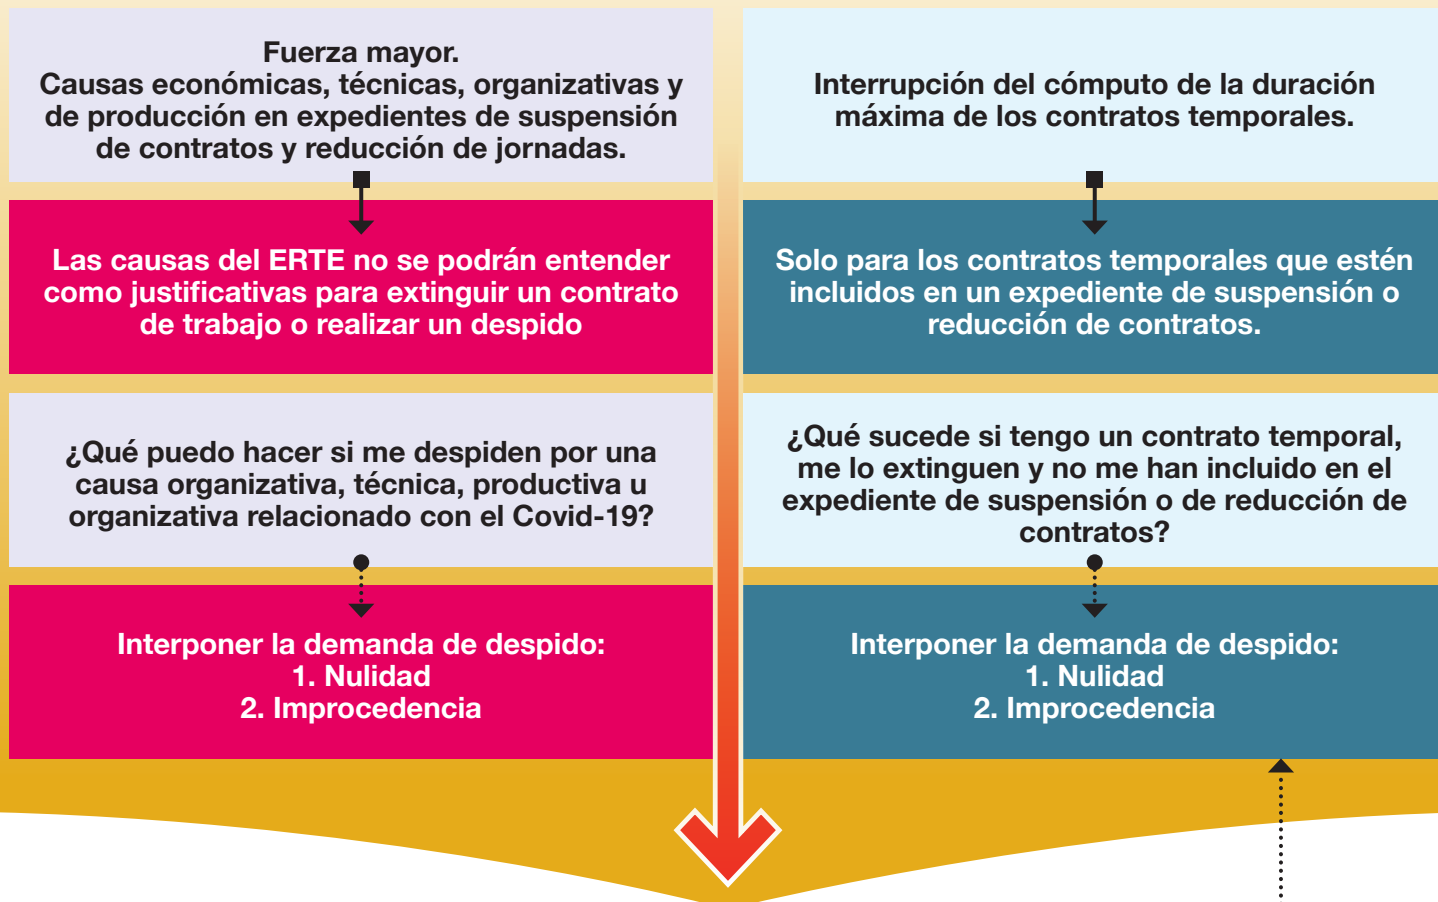 Fuerza mayor.
Causas económicas, técnicas, organizativas y
de producción en expedientes de suspensión
de contratos y reducción de jornadas.
Las causas del ERTE no se podrán entender
como justificativas para extinguir un contrato
de trabajo o realizar un despido
¿Qué puedo hacer si me despiden por una
causa organizativa, técnica, productiva u
organizativa relacionado con el Covid-19?
Interponer la demanda de despido:
1. Nulidad
2. Improcedencia
Interrupción del cómputo de la duración
máxima de los contratos temporales.
Solo para los contratos temporales que estén
incluidos en un expediente de suspensión o
reducción de contratos.
¿Qué sucede si tengo un contrato temporal,
me lo extinguen y no me han incluido en el
expediente de suspensión o de reducción de
contratos?
Interponer la demanda de despido:
1. Nulidad
2. Improcedencia